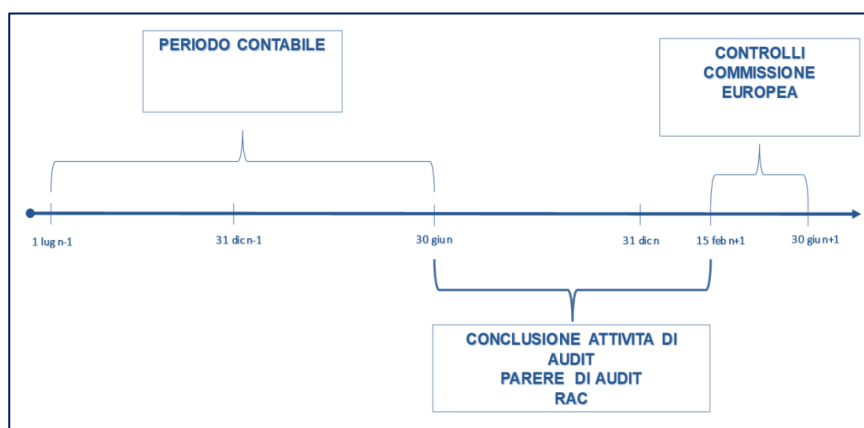 PERIODO CONTABILE
CONTROLLI
COMMISSIONE
EUROPEA
1 lug n-1
31 dic n-1
30 giu n
31 dic n
15 feb n+1
30 giu n+1
CONCLUSIONE ATTIVITA DI
AUDIT
PARERE DI AUDIT
RAC